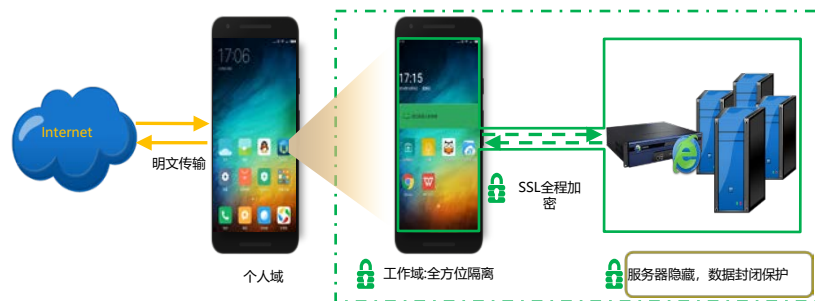 17:06
17:15
Internet
明文传输
SSL全程加
密
个人域
工作域:全方位隔离
服务器隐藏，数据封闭保护